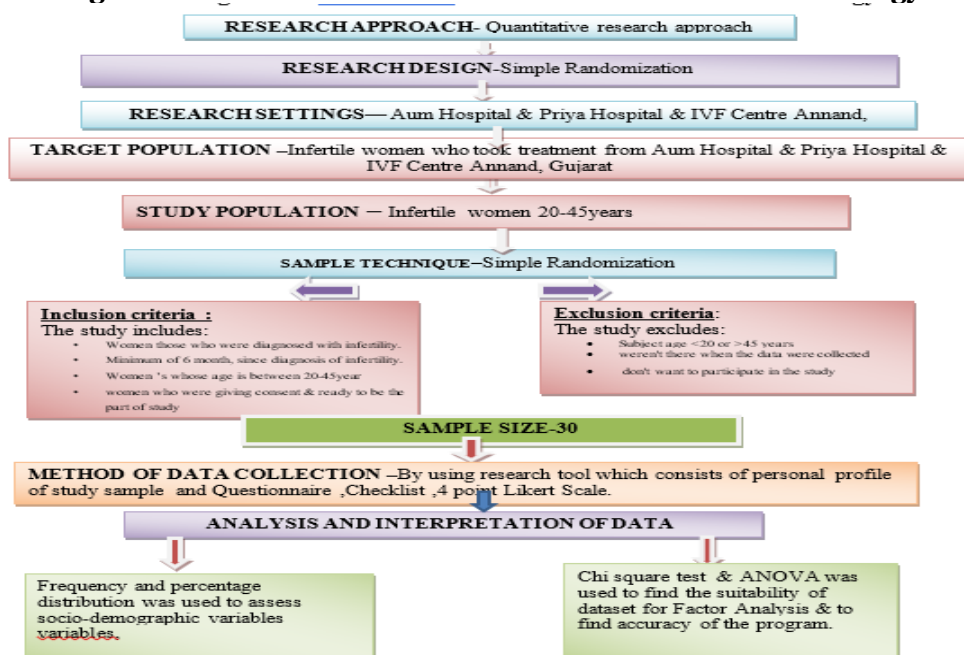 RESEARCH APPROACH- Quantitative research approach
RESEARCH DESIGN-Simple Randomization
RESEARCH SETTINGS— Aum Hospital & Priya Hospital & IVF Centre Annand,
TARGET POPULATION –Infertile women who took treatment from Aum Hospital & Priya Hospital &
IVF Centre Annand, Gujarat
STUDY POPULATION — Infertile women 20-45years
SAMPLE TECHNIQUE–Simple Randomization
Inclusion criteria :
The study includes:
• Women those who were diagnosed with infertility.
• Minimum of 6 month, since diagnosis of infertility.
• Women 's whose age is between 20-45year
• women who were giving consent & ready to be the
part of study
Exclusion criteria:
The study excludes:
• Subject age <20 or >45 years
• weren't there when the data were collected
• don't want to participate in the study
SAMPLE SIZE-30
METHOD OF DATA COLLECTION –By using research tool which consists of personal profile
of study sample and Questionnaire ,Checklist ,4 point Likert Scale.
ANALYSIS AND INTERPRETATION OF DATA
Frequency and percentage
distribution was used to assess
socio-demographic variables
variables.
Chi square test & ANOVA was
used to find the suitability of
dataset for Factor Analysis & to
find accuracy of the program.